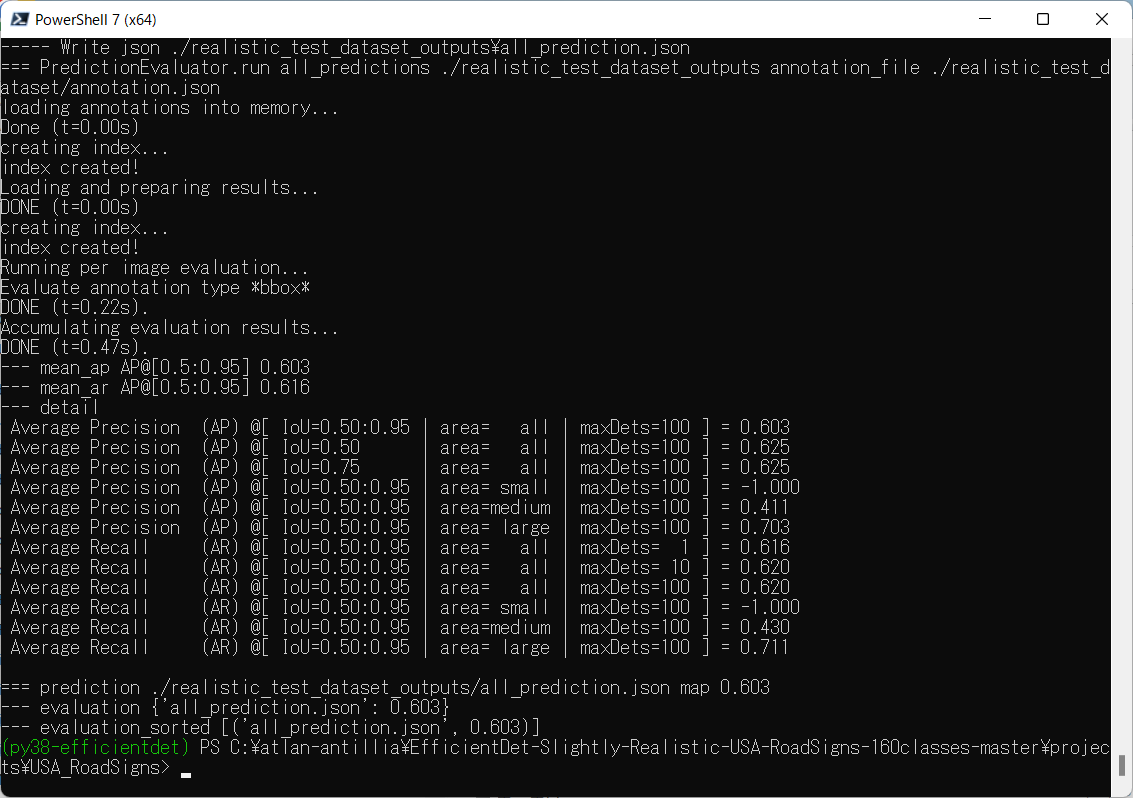 PowerShell 7 (x64)
----- Write json ./realistic_test_dataset_outputs¥all_prediction.json
=== PredictionEvaluator.run all_predictions ./realistic_test_dataset_outputs annotation_file ./realistic_test_d
ataset/annotation.json
loading annotations into memory...
Done (t=0.00s)
creating index...
index created!
Loading and preparing results...
DONE (t=0.00s)
creating index...
index created!
Running per image evaluation...
Evaluate annotation type *bbox*
DONE (t=0.22s).
Accumulating evaluation results...
DONE (t=0.47s).
--- mean_ap AP@[0.5:0.95] 0.603
--- mean_ar AP@[0.5:0.95] 0.616
--- detail
Average Precision  (AP) @[ IoU=0.50:0.95 | area=   all | maxDets=100 ] = 0.603
Average Precision  (AP) @[ IoU=0.50      | area=   all | maxDets=100 ] = 0.625
Average Precision  (AP) @[ IoU=0.75      | area=   all | maxDets=100 ] = 0.625
Average Precision  (AP) @[ IoU=0.50:0.95 | area= small | maxDets=100 ] = -1.000
Average Precision  (AP) @[ IoU=0.50:0.95 | area=medium | maxDets=100 ] = 0.411
Average Precision  (AP) @[ IoU=0.50:0.95 | area= large | maxDets=100 ] = 0.703
Average Recall     (AR) @[ IoU=0.50:0.95 | area=   all | maxDets=  1 ] = 0.616
Average Recall     (AR) @[ IoU=0.50:0.95 | area=   all | maxDets= 10 ] = 0.620
Average Recall     (AR) @[ IoU=0.50:0.95 | area=   all | maxDets=100 ] = 0.620
Average Recall     (AR) @[ IoU=0.50:0.95 | area= small | maxDets=100 ] = -1.000
Average Recall     (AR) @[ IoU=0.50:0.95 | area=medium | maxDets=100 ] = 0.430
Average Recall     (AR) @[ IoU=0.50:0.95 | area= large | maxDets=100 ] = 0.711
=== prediction ./realistic_test_dataset_outputs/all_prediction.json map 0.603
--- evaluation {'all_prediction.json': 0.603}
--- evaluation_sorted [('all_prediction.json', 0.603)]
(py38-efficientdet) PS C:¥atlan-antillia¥EfficientDet-Slightly-Realistic-USA-RoadSigns-160classes-master¥projec
ts¥USA_RoadSigns>